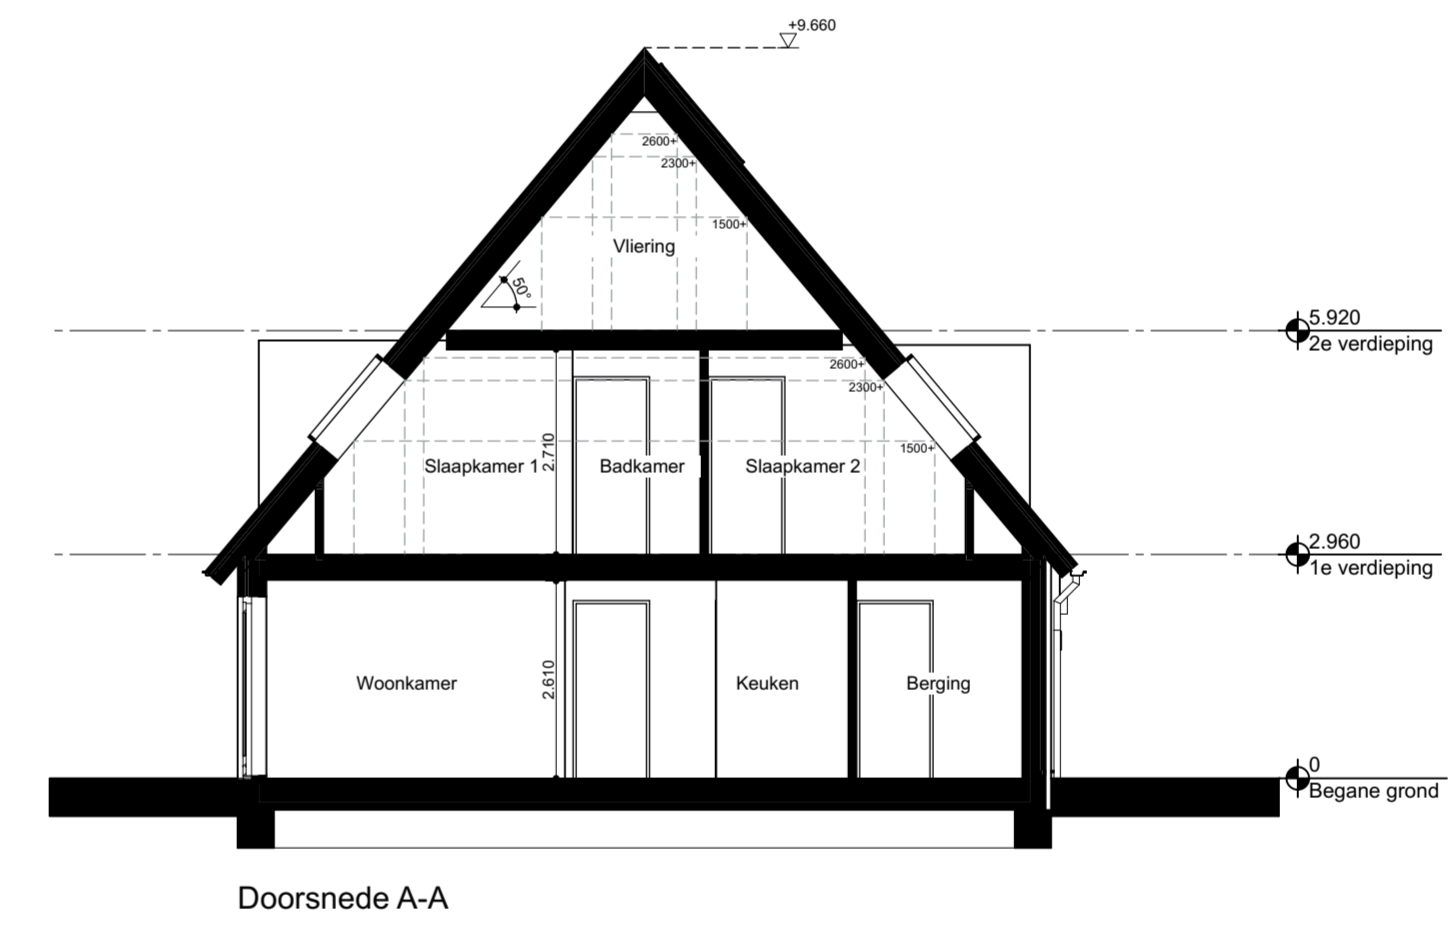 +9.660
2600+
2300+
1500+
Vliering
50°
5.920
2e verdieping
2600+
2300+
1500+
Slaapkamer 1
2.710
Badkamer
Slaapkamer 2
2.960
1e verdieping
Woonkamer
2.610
Keuken
Berging
0
Begane grond
Doorsnede A-A